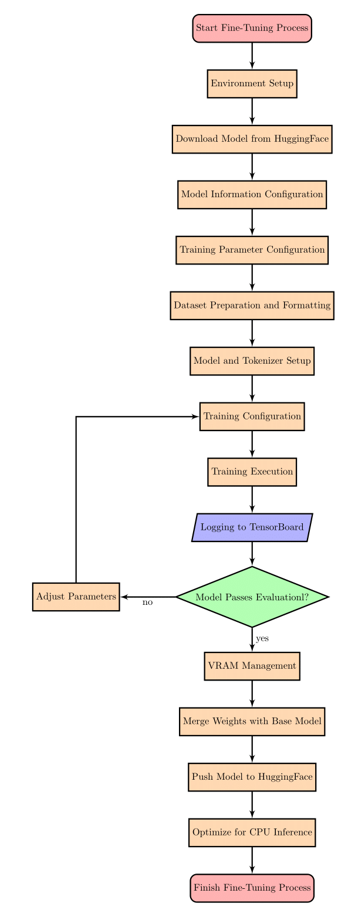 Start Fine-Tuning Process
Environment Setup
Download Model from HuggingFace
Model Information Configuration
Training Parameter Configuration
Dataset Preparation and Formatting
Model and Tokenizer Setup
Training Configuration
Training Execution
Logging to TensorBoard
Model Passes Evaluationl?
no
Adjust Parameters
yes
VRAM Management
Merge Weights with Base Model
Push Model to HuggingFace
Optimize for CPU Inference
Finish Fine-Tuning Process